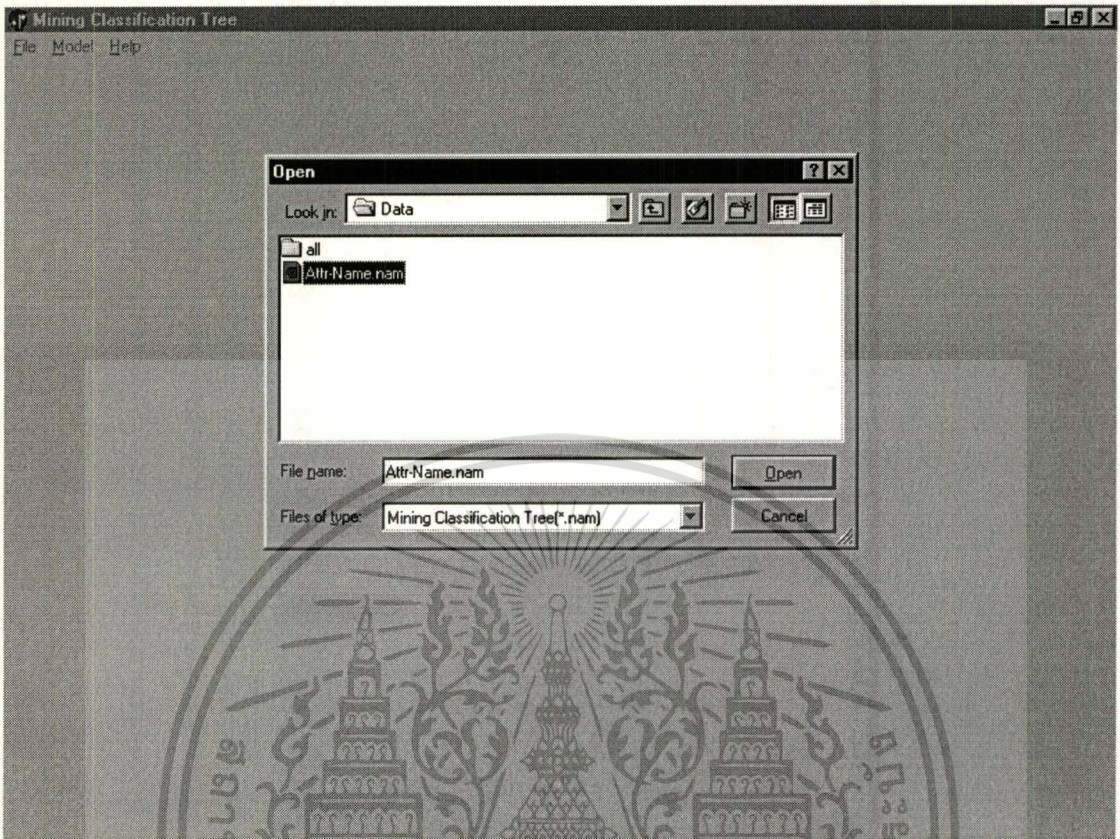 Mining Classification Tree
File Model Help
Open
Look in: Data
all
Attr-Name.nam
File name: Attr-Name.nam
Open
Files of type: Mining Classification Tree(*.nam)
Cancel